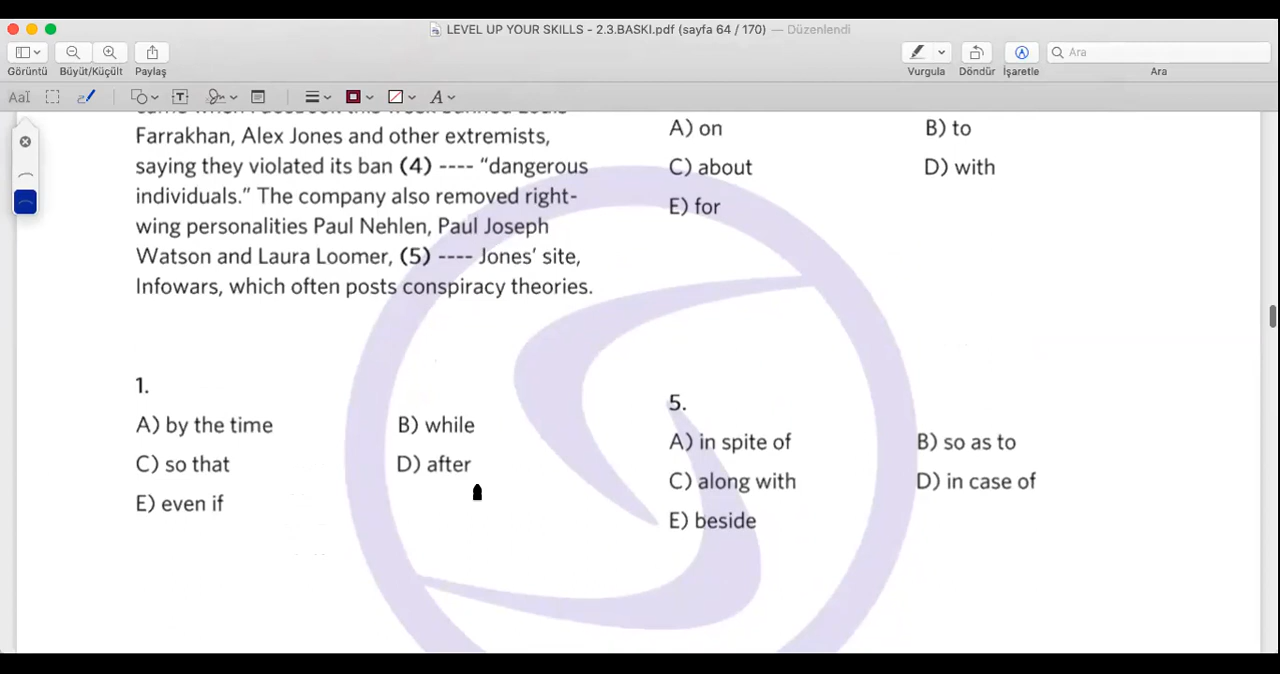 LEVEL UP YOUR SKILLS - 2.3.BASKI.pdf (sayfa 64 / 170) — Düzenlendi
Ara
Görüntü Büyüt/Küçült Paylaş Vurgula Döndür İşaretle Ara
AaI T A
Farrakhan, Alex Jones and other extremists,
saying they violated its ban (4) ---- “dangerous
individuals.” The company also removed right-
wing personalities Paul Nehlen, Paul Joseph
Watson and Laura Loomer, (5) ---- Jones’ site,
Infowars, which often posts conspiracy theories.
1.
A) by the time B) while
C) so that D) after
E) even if
A) on B) to
C) about D) with
E) for
5.
A) in spite of B) so as to
C) along with D) in case of
E) beside